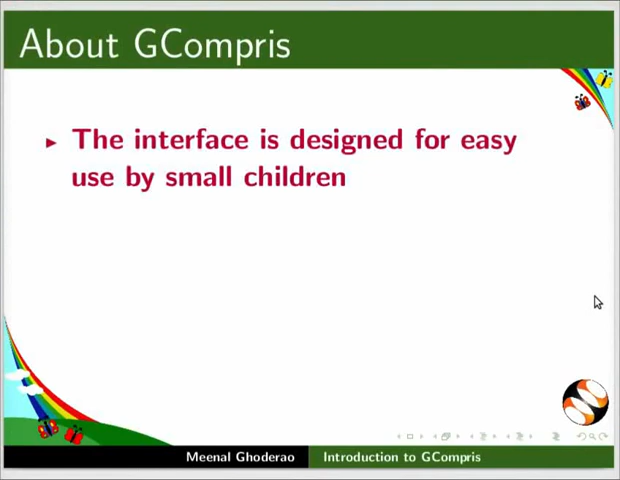 About GCompris
The interface is designed for easy
use by small children
Meenal Ghoderao
Introduction to GCompris